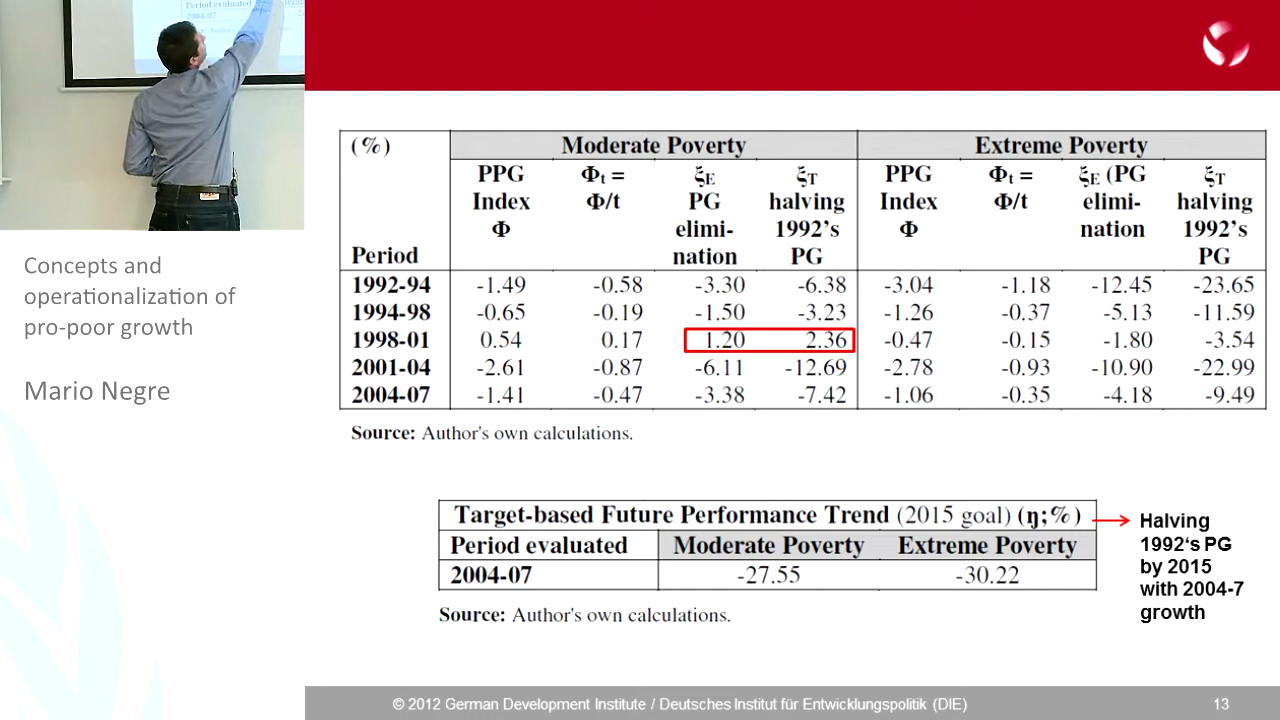 Period evaluated
2004-07
Concepts and
operationalization of
pro-poor growth
Mario Negre
(%) Moderate Poverty Extreme Poverty
PPG Φt = ξE ξT PPG Φt = ξE (PG ξT
Index Φ/t PG halving Index Φ/t elimi- halving
Φ elimi- 1992's Φ nation 1992's
Period nation PG PG
1992-94 -1.49 -0.58 -3.30 -6.38 -3.04 -1.18 -12.45 -23.65
1994-98 -0.65 -0.19 -1.50 -3.23 -1.26 -0.37 -5.13 -11.59
1998-01 0.54 0.17 1.20 2.36 -0.47 -0.15 -1.80 -3.54
2001-04 -2.61 -0.87 -6.11 -12.69 -2.78 -0.93 -10.90 -22.99
2004-07 -1.41 -0.47 -3.38 -7.42 -1.06 -0.35 -4.18 -9.49
Source: Author's own calculations.
Target-based Future Performance Trend (2015 goal) (ŋ;%)
Period evaluated Moderate Poverty Extreme Poverty
2004-07 -27.55 -30.22
Source: Author's own calculations.
Halving
1992's PG
by 2015
with 2004-7
growth
© 2012 German Development Institute / Deutsches Institut für Entwicklungspolitik (DIE)
13